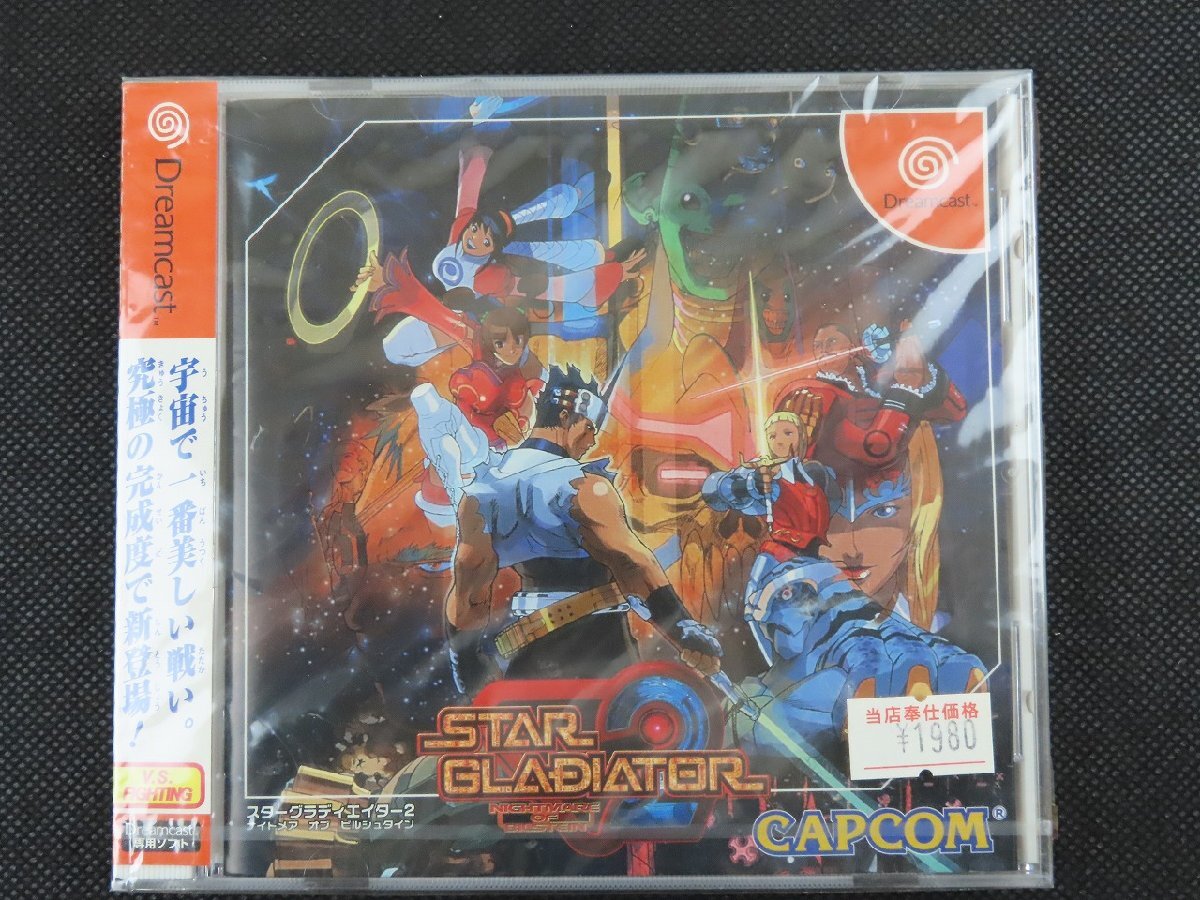 Dreamcast™
宇宙で一番美しい戦い。
究極の完成度で新登場！
V.S.
FIGHTING
Dreamcast
専用ソフト
Dreamcast™
STAR
GLADIATOR 2
NIGHTMARE
OF
BILSTEIN
スターグラディエイター2
ナイトメア オブ ビルシュタイン
当店奉仕価格
¥1980
CAPCOM®